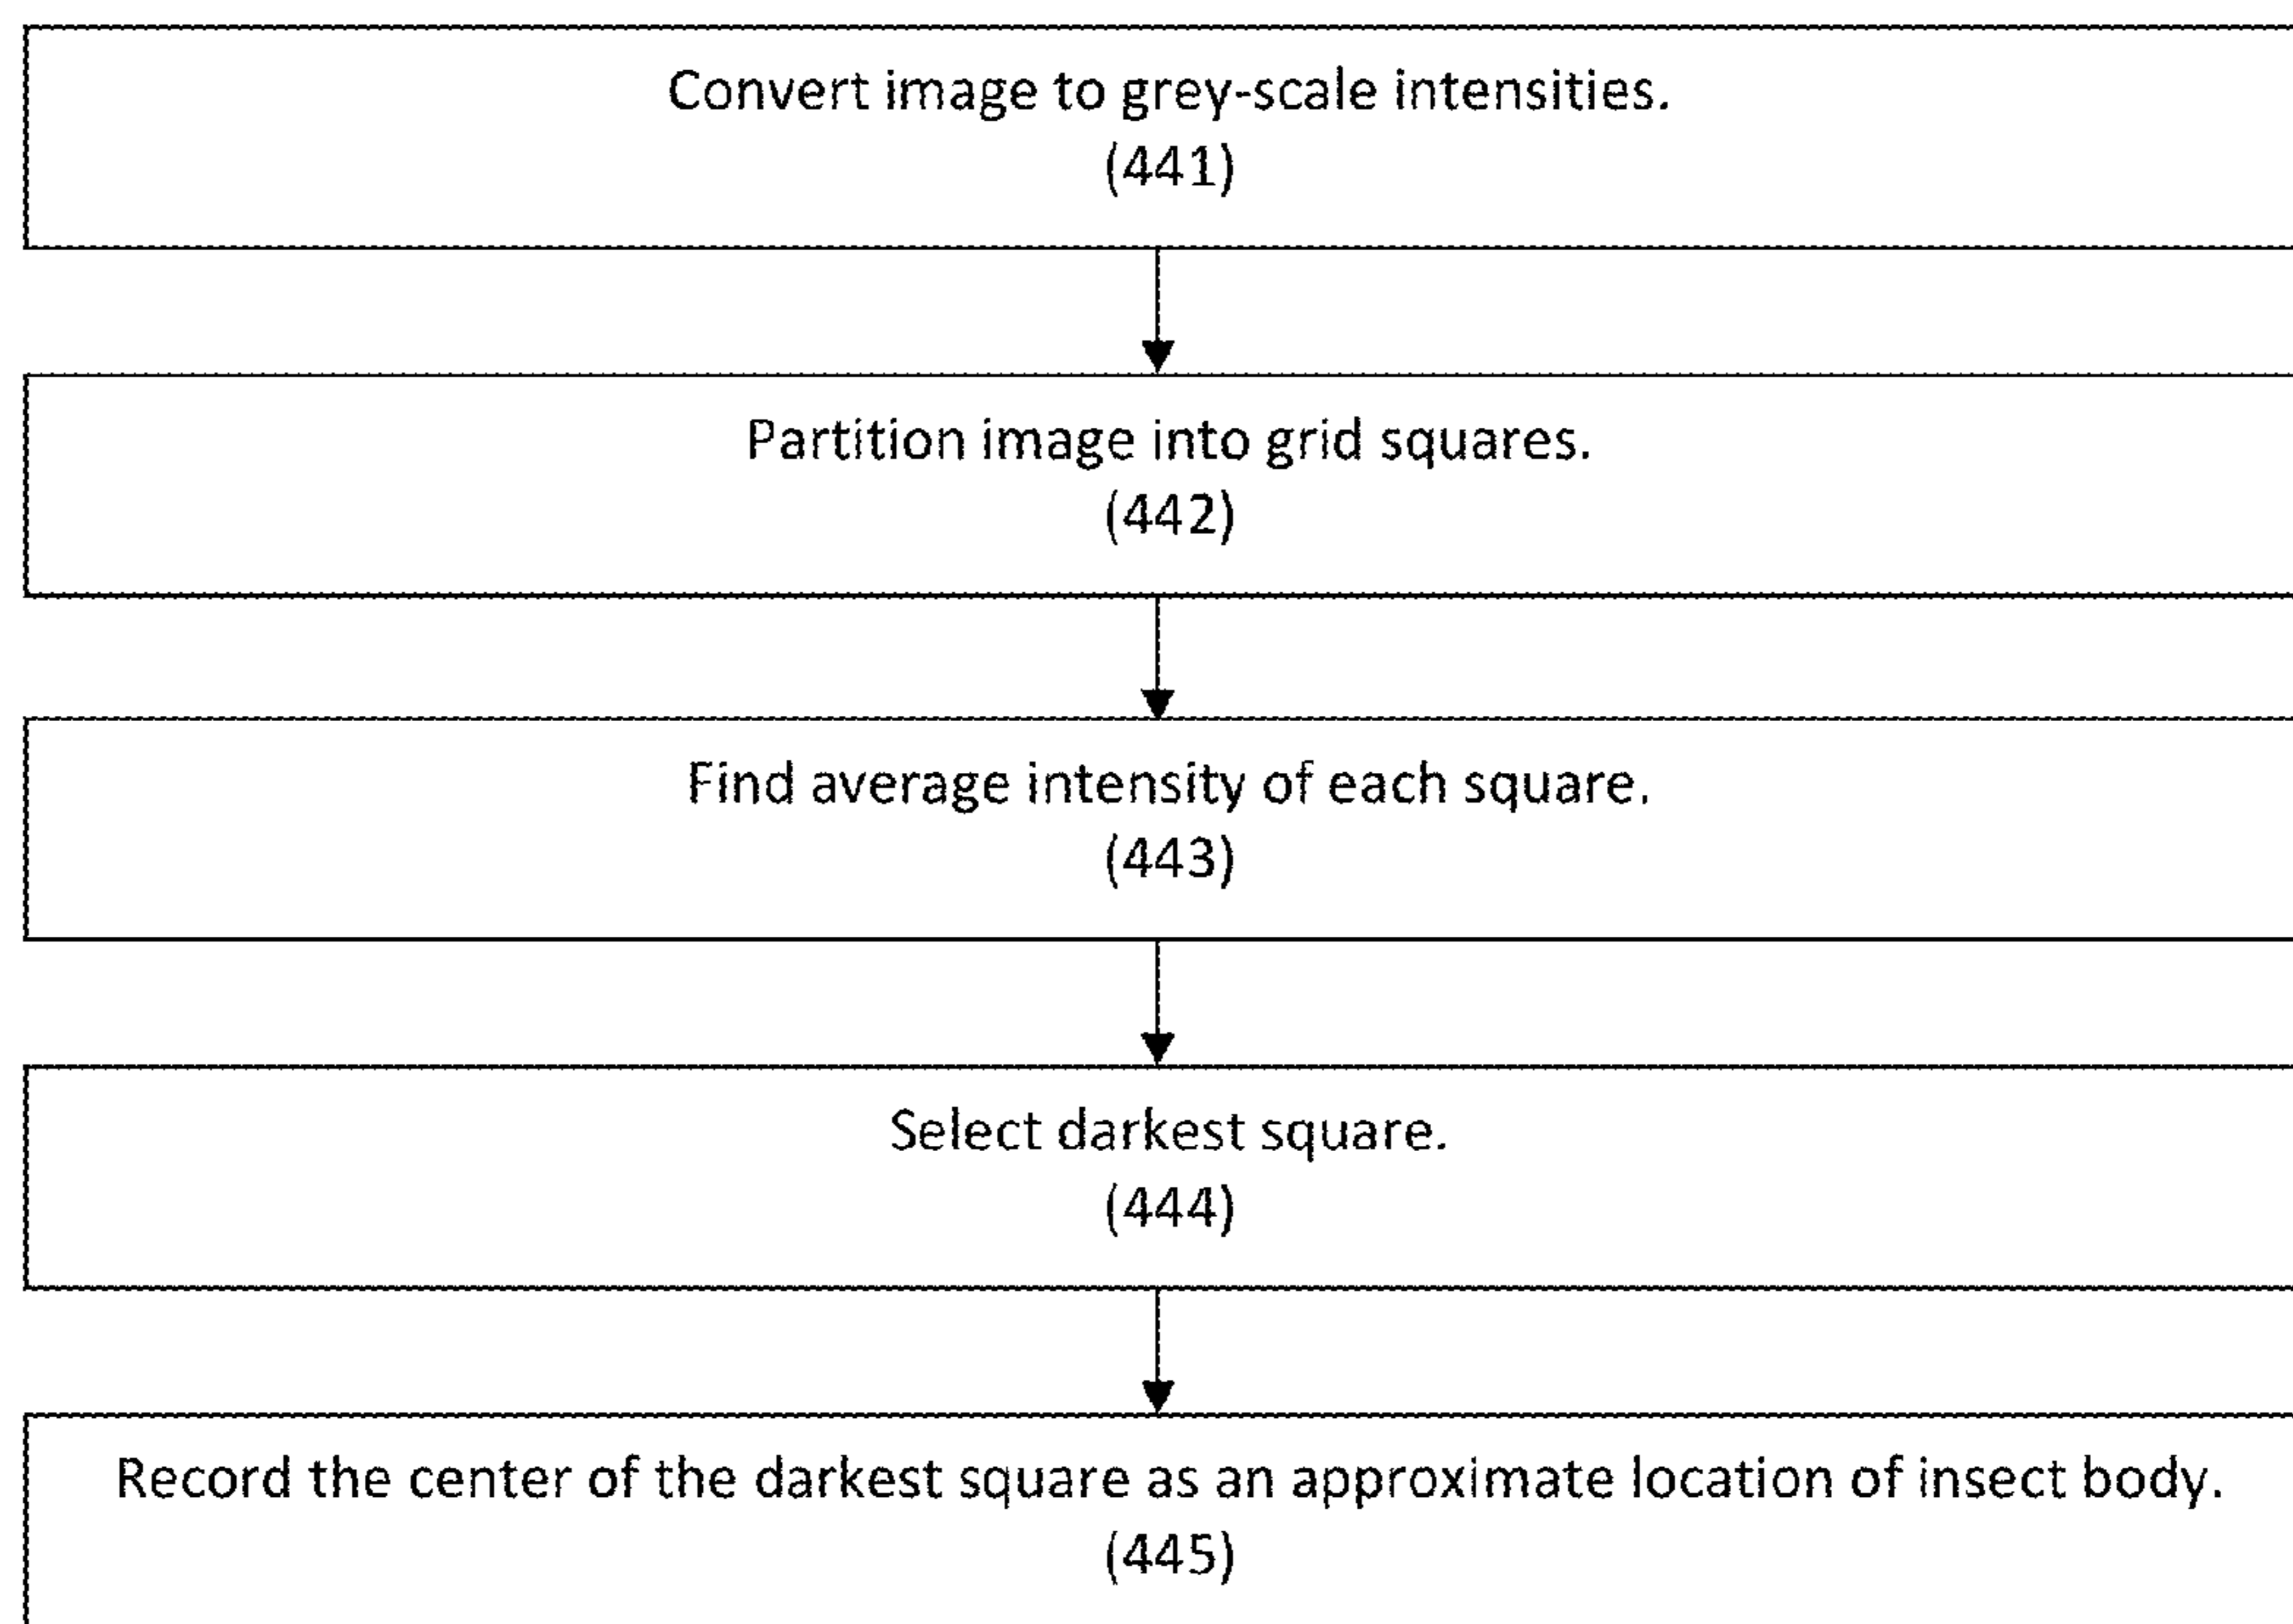 Convert image to grey-scale intensities.
(441)
Partition image into grid squares.
(442)
Find average intensity of each square.
(443)
Select darkest square.
(444)
Record the center of the darkest square as an approximate location of insect body.
(445)